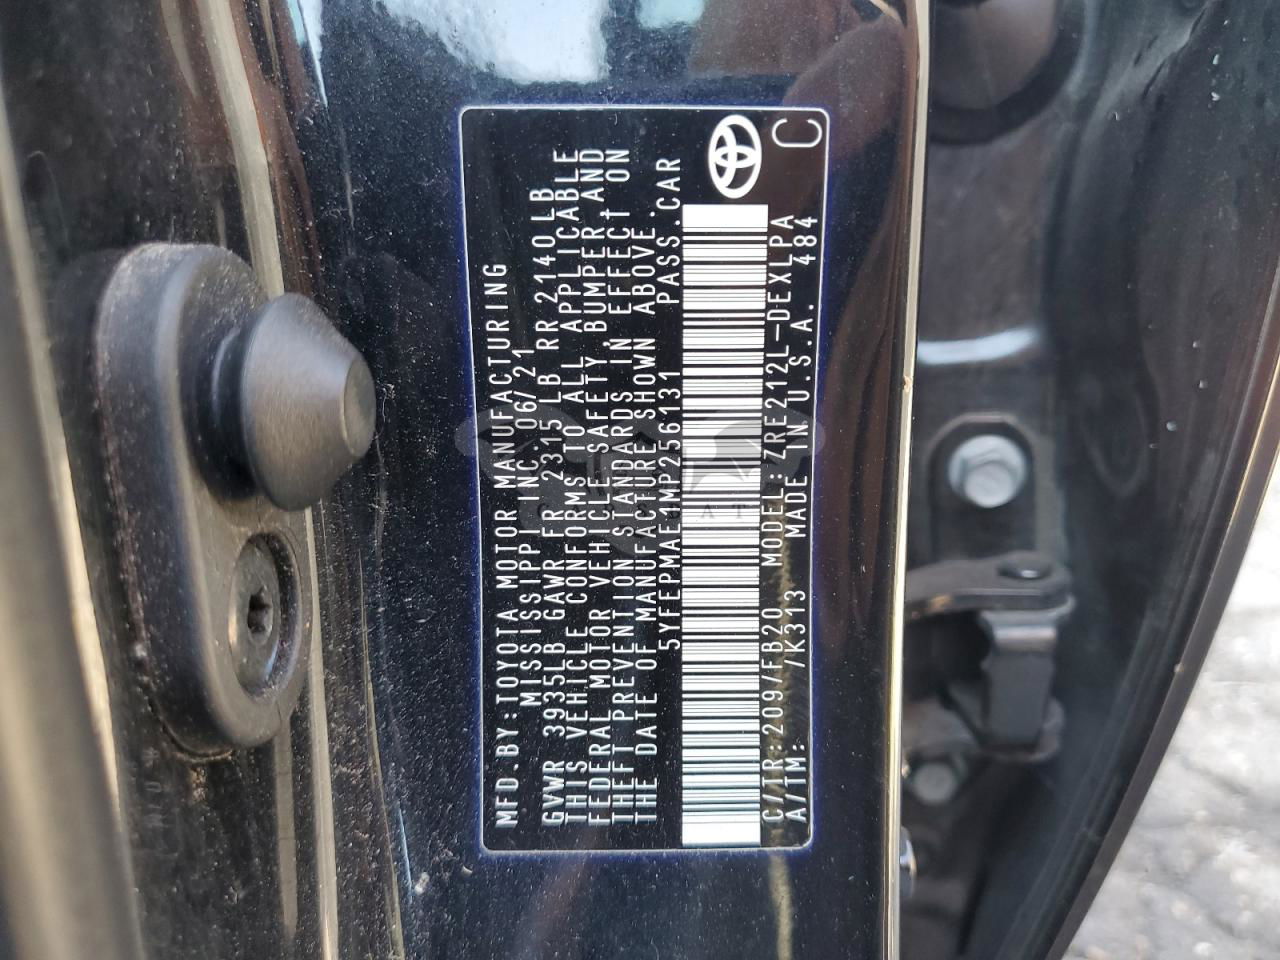 MFD.BY:TOYOTA MOTOR MANUFACTURING
MISSISSIPPI INC. 06/21
GVWR 3935LB GAWR FR 2315LB RR 2140LB
THIS VEHICLE CONFORMS TO ALL APPLICABLE
FEDERAL MOTOR VEHICLE SAFETY, BUMPER, AND
THEFT PREVENTION STANDARDS IN EFFECT ON
THE DATE OF MANUFACTURE SHOWN ABOVE.
5YFEPMAE4MP256131 PASS.CAR
C/TR:209/FB20 MODEL:ZRE212L-DEXLPA
A/TM: /K313 MADE IN U.S.A. 484
C